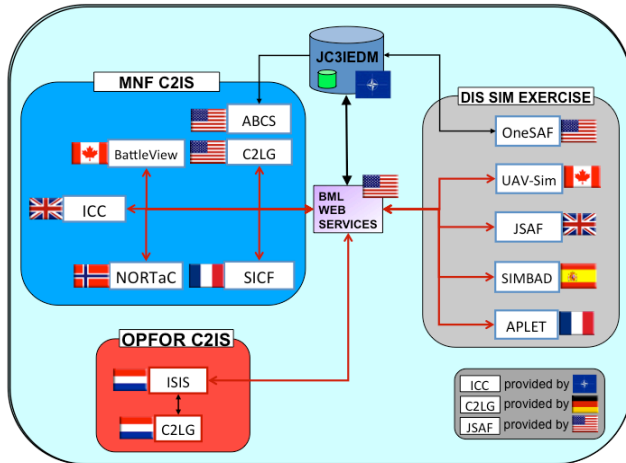 JC3IEDM
MNF C2IS
ABCS
BattleView
C2LG
ICC
NORTaC
SICF
BML
WEB
SERVICES
DIS SIM EXERCISE
OneSAF
UAV-Sim
JSAF
SIMBAD
APLET
OPFOR C2IS
ISIS
C2LG
ICC provided by
C2LG provided by
JSAF provided by